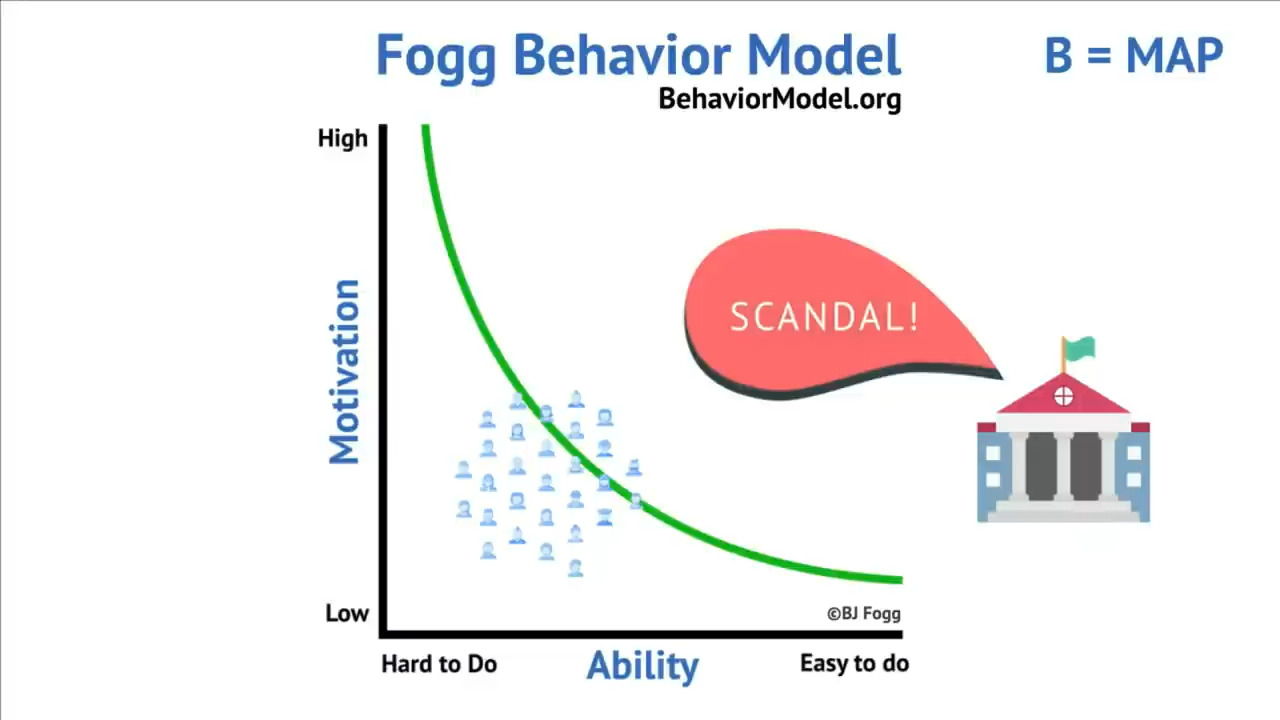 Fogg Behavior Model
B = MAP
BehaviorModel.org
High
Motivation
SCANDAL!
Low
©BJ Fogg
Hard to Do
Ability
Easy to do